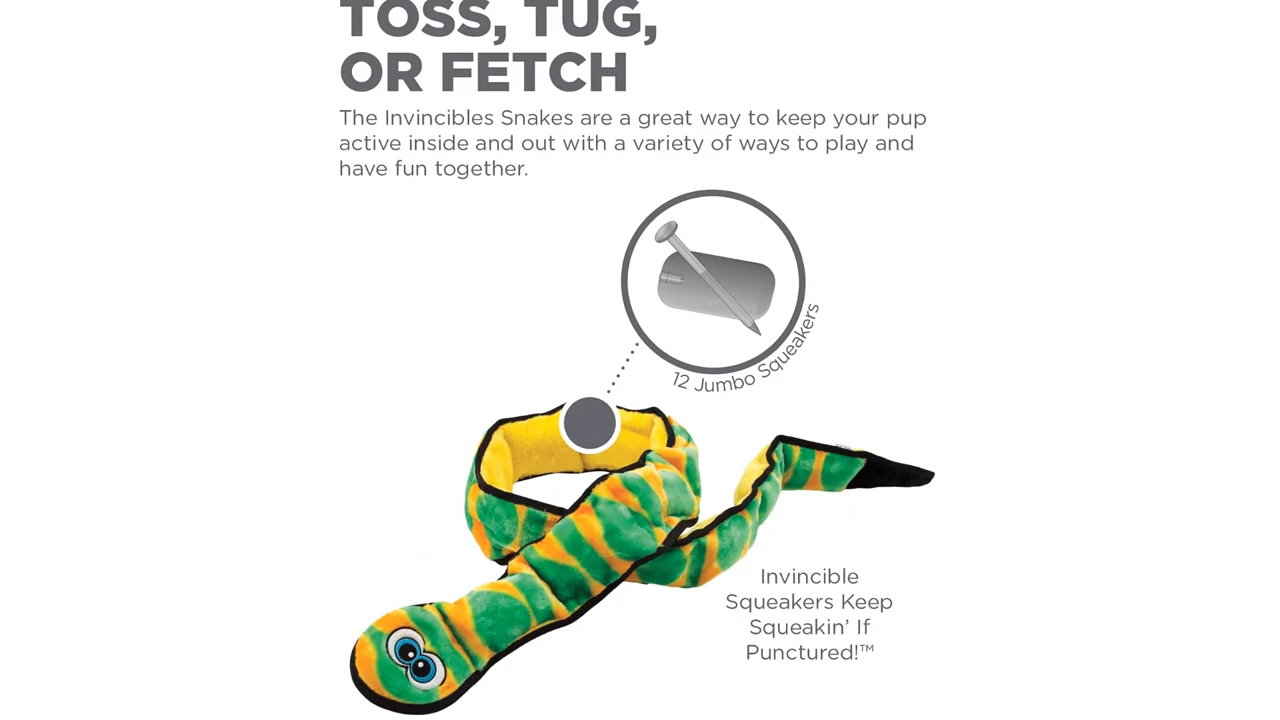 TOSS, TUG,
OR FETCH
The Invincibles Snakes are a great way to keep your pup
active inside and out with a variety of ways to play and
have fun together.
12 Jumbo Squeakers
Invincible
Squeakers Keep
Squeakin’ If
Punctured!™